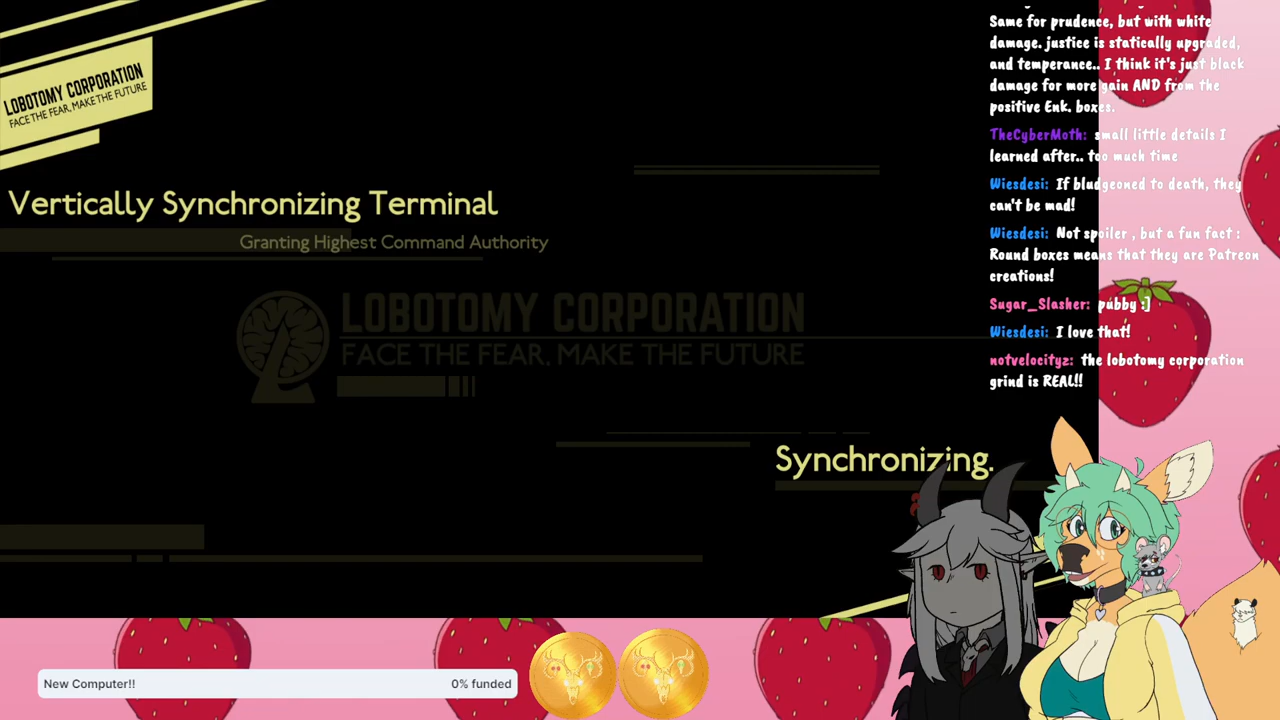 LOBOTOMY CORPORATION
FACE THE FEAR, MAKE THE FUTURE
Vertically Synchronizing Terminal
Granting Highest Command Authority
LOBOTOMY CORPORATION
FACE THE FEAR, MAKE THE FUTURE
Synchronizing.
Same for prudence, but with white
damage. justice is statically upgraded,
and temperance.. I think it's just black
damage for more gain AND from the
positive Enk. boxes.
TheCyberMoth: small little details I
learned after.. too much time
Wiesdesi: If bludgeoned to death, they
can't be mad!
Wiesdesi: Not spoiler , but a fun fact :
Round boxes means that they are Patreon
creations!
Sugar_Slasher: pubby :]
Wiesdesi: I love that!
notvelocityz: the lobotomy corporation
grind is REAL!!
New Computer!! 0% funded